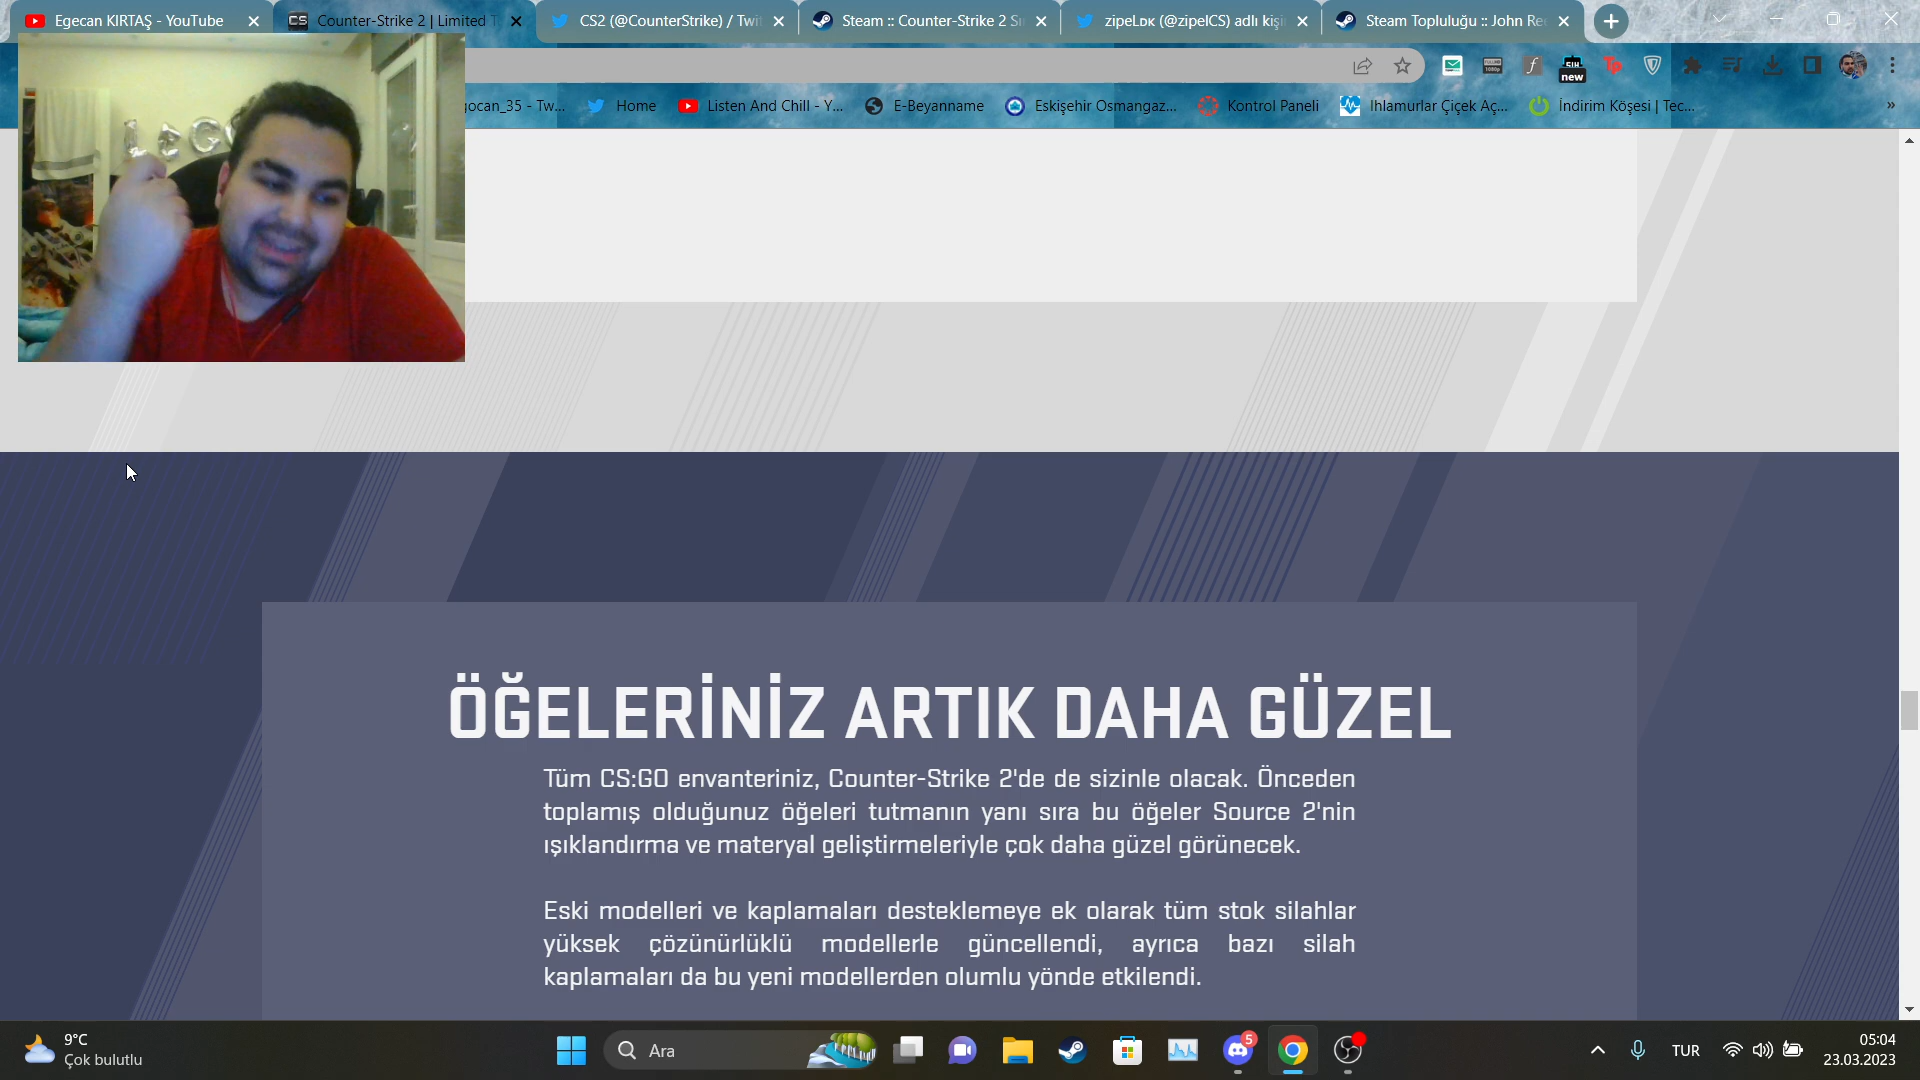 Egecan KIRTAŞ - YouTube
Counter-Strike 2 | Limited T
CS2 (@CounterStrike) / Twi
Steam :: Counter-Strike 2 S
zipeLᴅᴋ (@zipelCS) adlı kişi
Steam Topluluğu :: John Re
new
gocan_35 - Tw...
Home
Listen And Chill - Y...
E-Beyanname
Eskişehir Osmangaz...
Kontrol Paneli
Ihlamurlar Çiçek Aç...
İndirim Köşesi | Tec...
»
ÖĞELERİNİZ ARTIK DAHA GÜZEL
Tüm CS:GO envanteriniz, Counter-Strike 2'de de sizinle olacak. Önceden
toplamış olduğunuz öğeleri tutmanın yanı sıra bu öğeler Source 2'nin
ışıklandırma ve materyal geliştirmeleriyle çok daha güzel görünecek.
Eski modelleri ve kaplamaları desteklemeye ek olarak tüm stok silahlar
yüksek çözünürlüklü modellerle güncellendi, ayrıca bazı silah
kaplamaları da bu yeni modellerden olumlu yönde etkilendi.
9°C
Çok bulutlu
Ara
5
TUR
05:04
23.03.2023